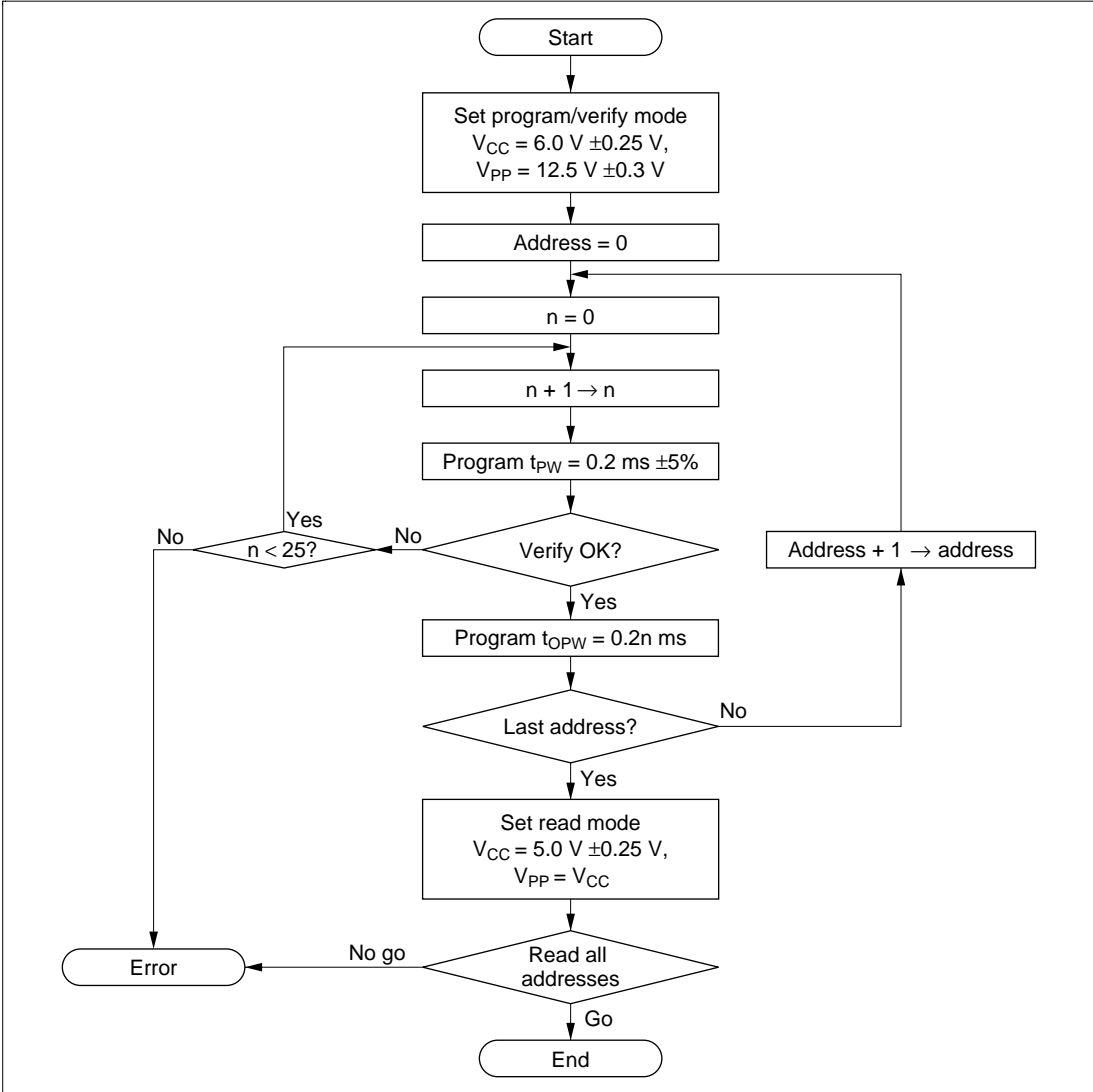 Start
Set program/verify mode
VCC = 6.0 V ±0.25 V,
VPP = 12.5 V ±0.3 V
Address = 0
n = 0
n + 1 → n
Program tPW = 0.2 ms ±5%
No
Yes
n < 25?
No
Verify OK?
Address + 1 → address
Yes
Program tOPW = 0.2n ms
Last address?
No
Yes
Set read mode
VCC = 5.0 V ±0.25 V,
VPP = VCC
Error
No go
Read all
addresses
Go
End